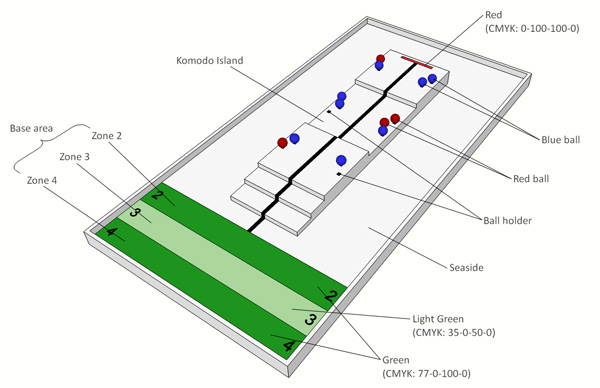 Red
(CMYK: 0-100-100-0)
Komodo Island
Base area
Zone 2
Zone 3
Zone 4
Blue ball
Red ball
Ball holder
Seaside
2
3
4
2
3
4
Light Green
(CMYK: 35-0-50-0)
Green
(CMYK: 77-0-100-0)